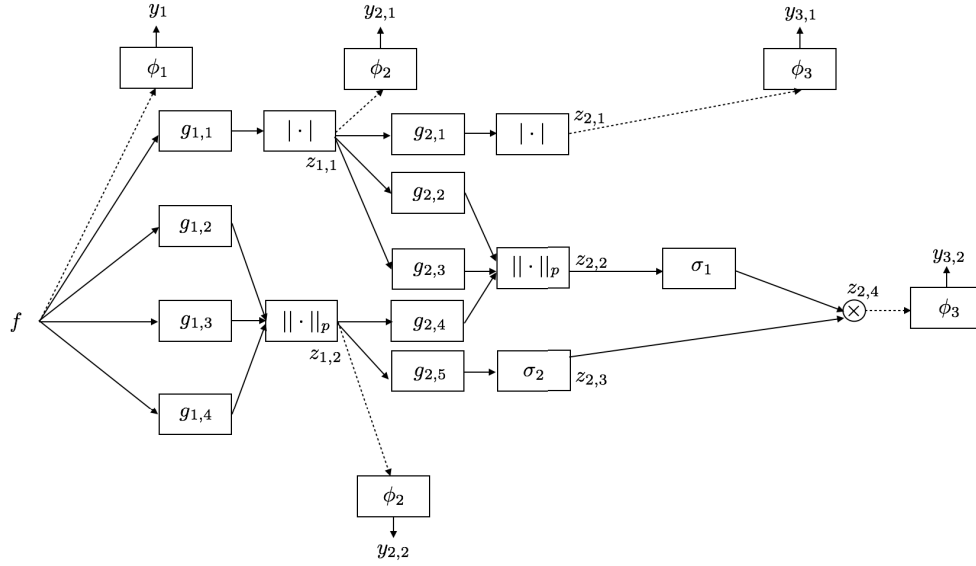 y₁ y₂,₁ y₃,₁
ϕ₁ ϕ₂ ϕ₃
g₁,₁ | · | z₁,₁ g₂,₁ | · | z₂,₁
g₂,₂
g₁,₂
g₂,₃ || · ||ₚ z₂,₂ σ₁ y₃,₂
f g₁,₃ || · ||ₚ z₁,₂ g₂,₄ z₂,₄ ⊗ ϕ₃
g₂,₅ σ₂ z₂,₃
g₁,₄
ϕ₂
y₂,₂